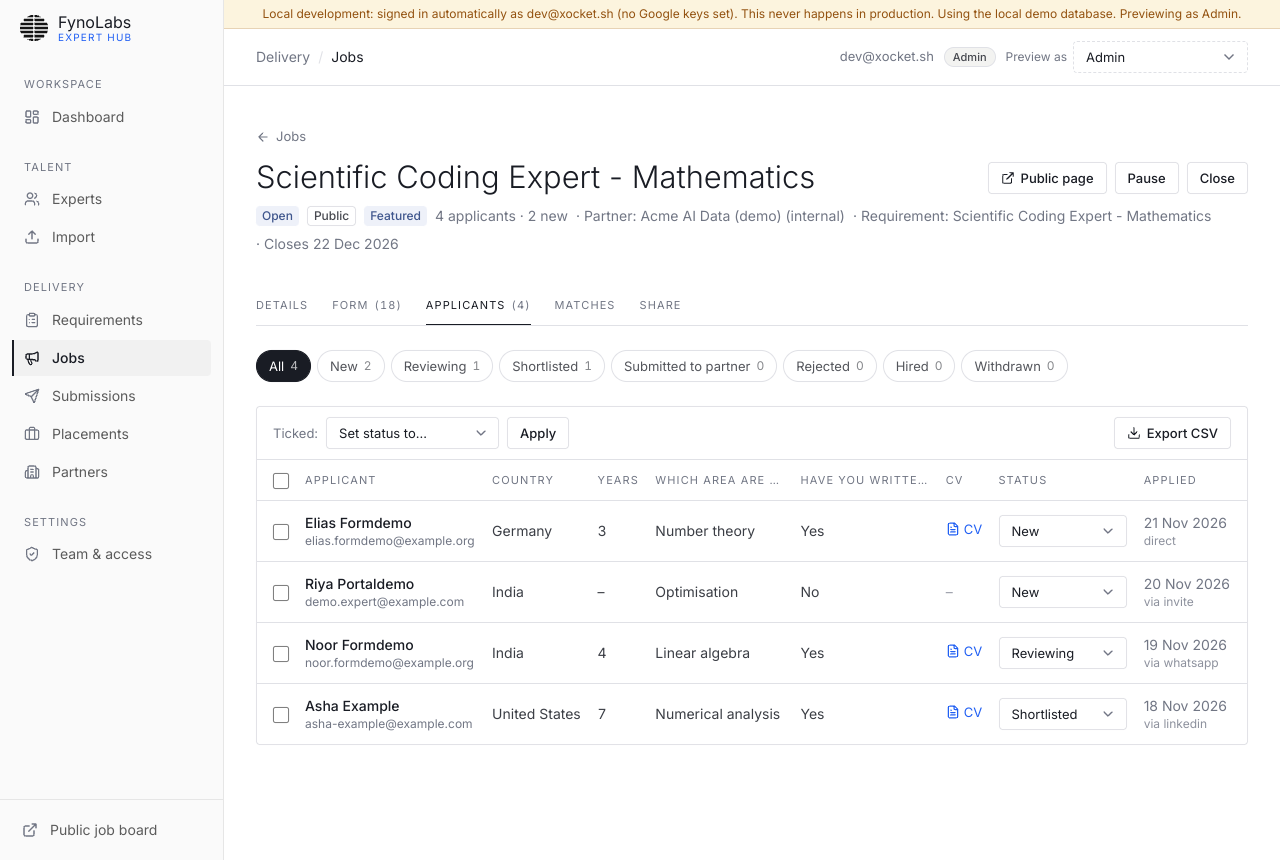 FynoLabs
EXPERT HUB
WORKSPACE
Dashboard
TALENT
Experts
Import
DELIVERY
Requirements
Jobs
Submissions
Placements
Partners
SETTINGS
Team & access
Public job board
Local development: signed in automatically as dev@xocket.sh (no Google keys set). This never happens in production. Using the local demo database. Previewing as Admin.
Delivery / Jobs
dev@xocket.sh Admin Preview as Admin
← Jobs
Scientific Coding Expert - Mathematics
Public page Pause Close
Open Public Featured 4 applicants · 2 new · Partner: Acme AI Data (demo) (internal) · Requirement: Scientific Coding Expert - Mathematics
· Closes 22 Dec 2026
DETAILS FORM (18) APPLICANTS (4) MATCHES SHARE
All 4 New 2 Reviewing 1 Shortlisted 1 Submitted to partner 0 Rejected 0 Hired 0 Withdrawn 0
Ticked: Set status to... Apply Export CSV
APPLICANT COUNTRY YEARS WHICH AREA ARE ... HAVE YOU WRITTE... CV STATUS APPLIED
Elias Formdemo Germany 3 Number theory Yes CV New 21 Nov 2026
elias.formdemo@example.org direct
Riya Portaldemo India – Optimisation No – New 20 Nov 2026
demo.expert@example.com via invite
Noor Formdemo India 4 Linear algebra Yes CV Reviewing 19 Nov 2026
noor.formdemo@example.org via whatsapp
Asha Example United States 7 Numerical analysis Yes CV Shortlisted 18 Nov 2026
asha-example@example.com via linkedin